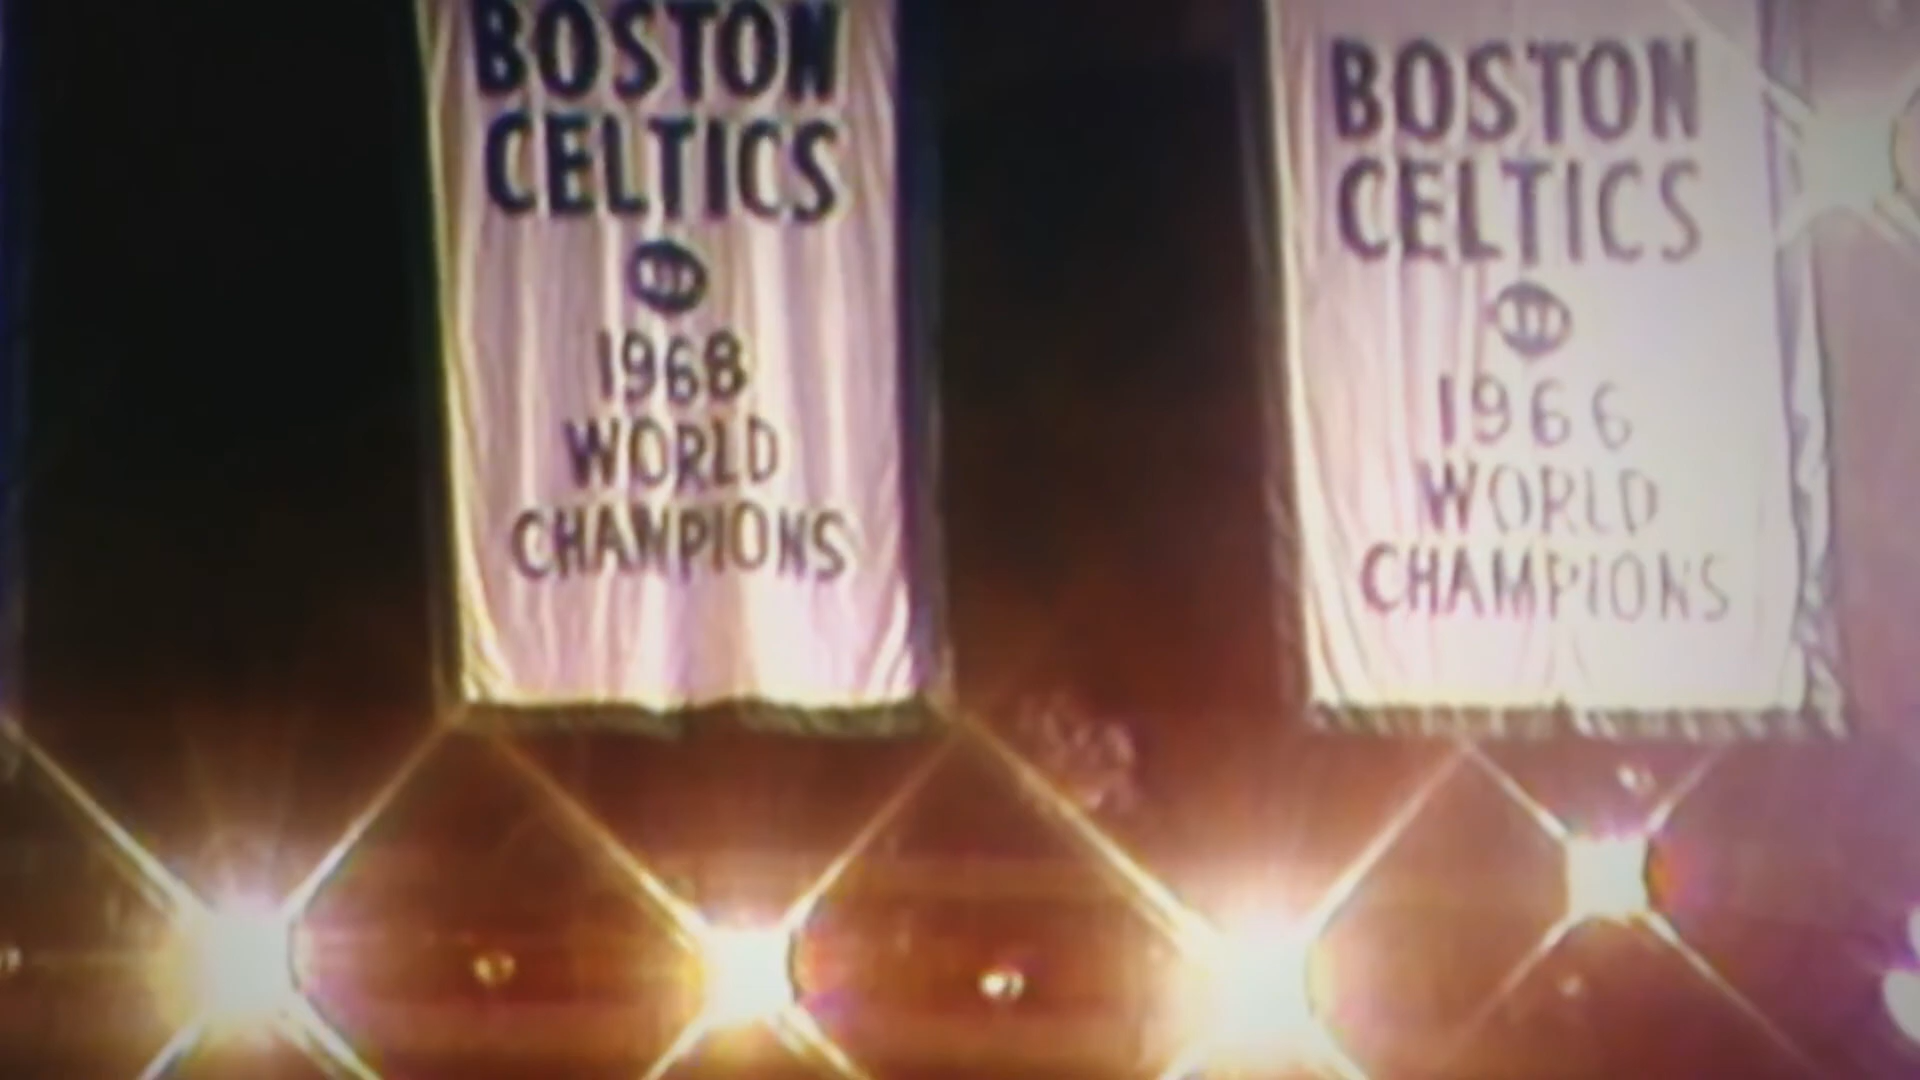 BOSTON
CELTICS
1968
WORLD
CHAMPIONS
BOSTON
CELTICS
1966
WORLD
CHAMPIONS